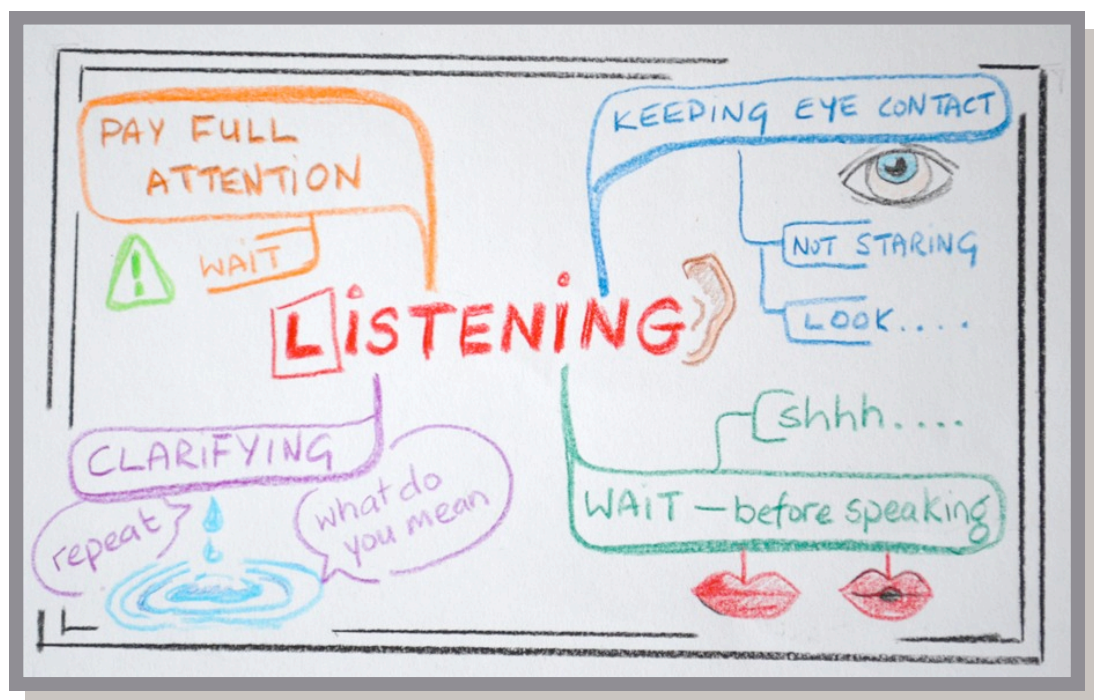 PAY FULL
ATTENTION
WAIT
KEEPING EYE CONTACT
NOT STARING
LOOK....
LISTENING
CLARIFYING
repeat
what do
you mean
shhh....
WAIT — before speaking